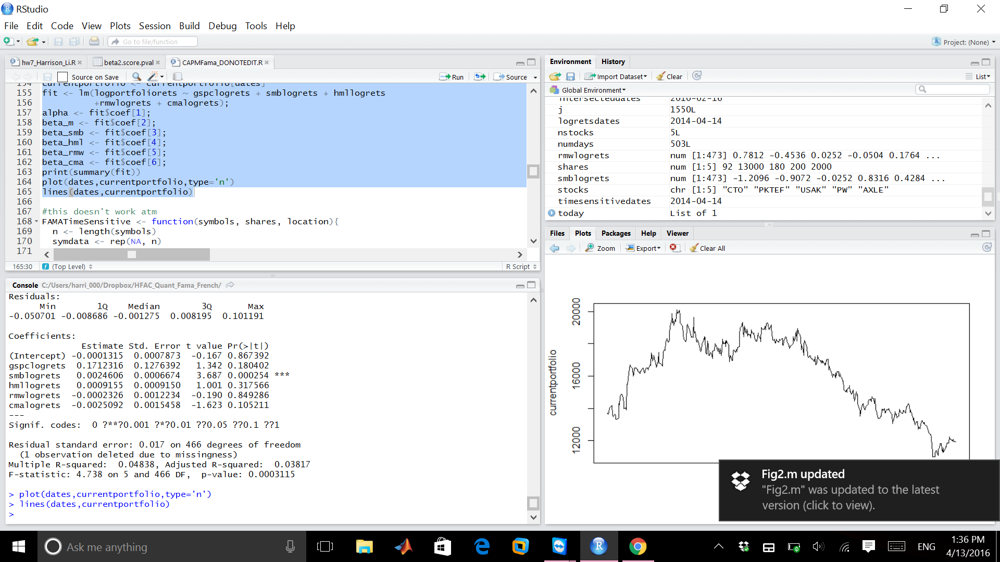 RStudio
File Edit Code View Plots Session Build Debug Tools Help
Go to file/function
Project: (None)
hw7_Harrison_Li.R
beta2.score.pval
CAPMFama_DONOTEDIT.R
Source on Save
Run
Source
154 currentportfolio <- currentportfolio[dates]
155 fit <- lm(logportfoliorets ~ gspclogrets + smblogrets + hmllogrets
156 +rmwlogrets + cmalogrets);
157 alpha <- fit$coef[1];
158 beta_m <- fit$coef[2];
159 beta_smb <- fit$coef[3];
160 beta_hml <- fit$coef[4];
161 beta_rmw <- fit$coef[5];
162 beta_cma <- fit$coef[6];
163 print(summary(fit))
164 plot(dates,currentportfolio,type='n')
165 lines(dates,currentportfolio)
166
167 #this doesn't work atm
168 FAMATimeSensitive <- function(symbols, shares, location){
169 n <- length(symbols)
170 symdata <- rep(NA, n)
171
165:30 (Top Level) R Script
Console C:/Users/harri_000/Dropbox/HFAC_Quant_Fama_French/
Residuals:
Min 1Q Median 3Q Max
-0.050701 -0.008686 -0.001275 0.008195 0.101191
Coefficients:
Estimate Std. Error t value Pr(>|t|)
(Intercept) -0.0001315 0.0007873 -0.167 0.867392
gspclogrets 0.1712316 0.1276392 1.342 0.180402
smblogrets 0.0024606 0.0006674 3.687 0.000254 ***
hmllogrets 0.0009155 0.0009150 1.001 0.317566
rmwlogrets -0.0002326 0.0012234 -0.190 0.849286
cmalogrets -0.0025092 0.0015458 -1.623 0.105211
---
Signif. codes: 0 ?**?0.001 ?*?0.01 ??0.05 ??0.1 ??1
Residual standard error: 0.017 on 466 degrees of freedom
(1 observation deleted due to missingness)
Multiple R-squared: 0.04838, Adjusted R-squared: 0.03817
F-statistic: 4.738 on 5 and 466 DF, p-value: 0.0003115
> plot(dates,currentportfolio,type='n')
> lines(dates,currentportfolio)
>
Environment History
Import Dataset Clear List
Global Environment
intersecteddates 2010-02-16
j 1550L
logretsdates 2014-04-14
nstocks 5L
numdays 503L
rmwlogrets num [1:473] 0.7812 -0.4536 0.0252 -0.0504 0.1764 ...
shares num [1:5] 92 13000 180 200 2000
smblogrets num [1:473] -1.2096 -0.9072 -0.0252 0.8316 0.4284 ...
stocks chr [1:5] "CTO" "PKTEF" "USAK" "PW" "AXLE"
timesensitivedates 2014-04-14
today List of 1
Files Plots Packages Help Viewer
Zoom Export Clear All
currentportfolio
20000
16000
12000
Fig2.m updated
"Fig2.m" was updated to the latest
version (click to view).
Ask me anything
ENG
1:36 PM
4/13/2016